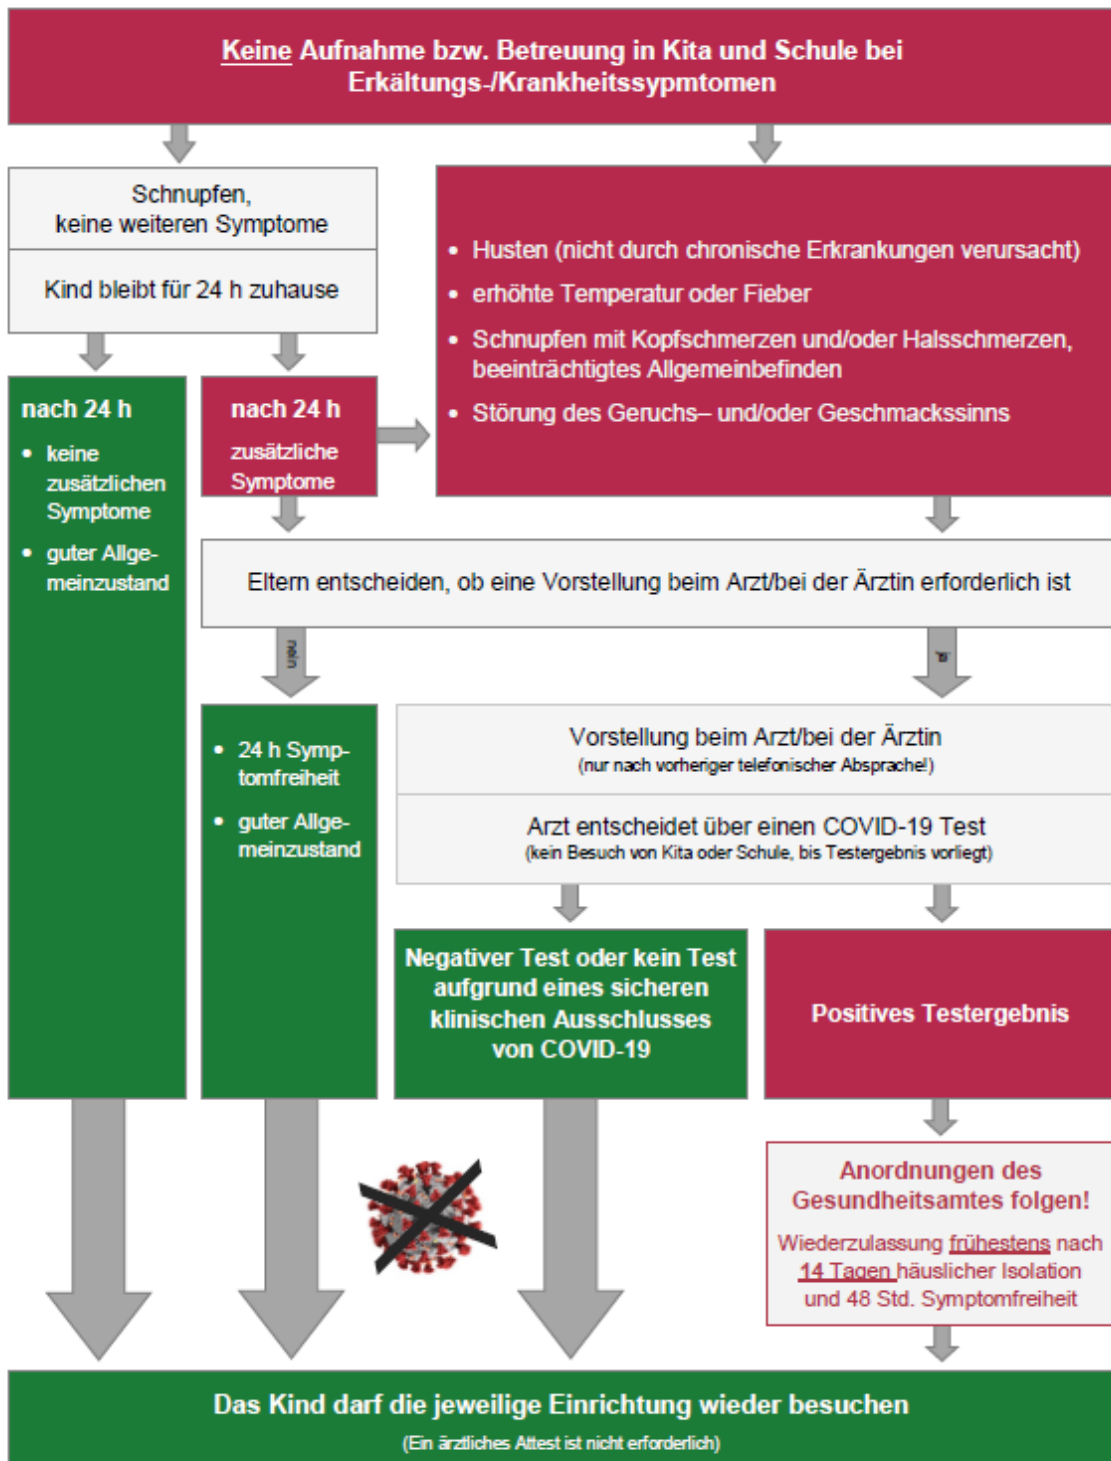 Keine Aufnahme bzw. Betreuung in Kita und Schule bei
Erkältungs-/Krankheitssypmtomen
Schnupfen,
keine weiteren Symptome
Kind bleibt für 24 h zuhause
• Husten (nicht durch chronische Erkrankungen verursacht)
• erhöhte Temperatur oder Fieber
• Schnupfen mit Kopfschmerzen und/oder Halsschmerzen,
beeinträchtigtes Allgemeinbefinden
• Störung des Geruchs– und/oder Geschmackssinns
nach 24 h
• keine
zusätzlichen
Symptome
• guter Allge-
meinzustand
nach 24 h
zusätzliche
Symptome
Eltern entscheiden, ob eine Vorstellung beim Arzt/bei der Ärztin erforderlich ist
nein
ja
• 24 h Symp-
tomfreiheit
• guter Allge-
meinzustand
Vorstellung beim Arzt/bei der Ärztin
(nur nach vorheriger telefonischer Absprache!)
Arzt entscheidet über einen COVID-19 Test
(kein Besuch von Kita oder Schule, bis Testergebnis vorliegt)
Negativer Test oder kein Test
aufgrund eines sicheren
klinischen Ausschlusses
von COVID-19
Positives Testergebnis
Anordnungen des
Gesundheitsamtes folgen!
Wiederzulassung frühestens nach
14 Tagen häuslicher Isolation
und 48 Std. Symptomfreiheit
Das Kind darf die jeweilige Einrichtung wieder besuchen
(Ein ärztliches Attest ist nicht erforderlich)